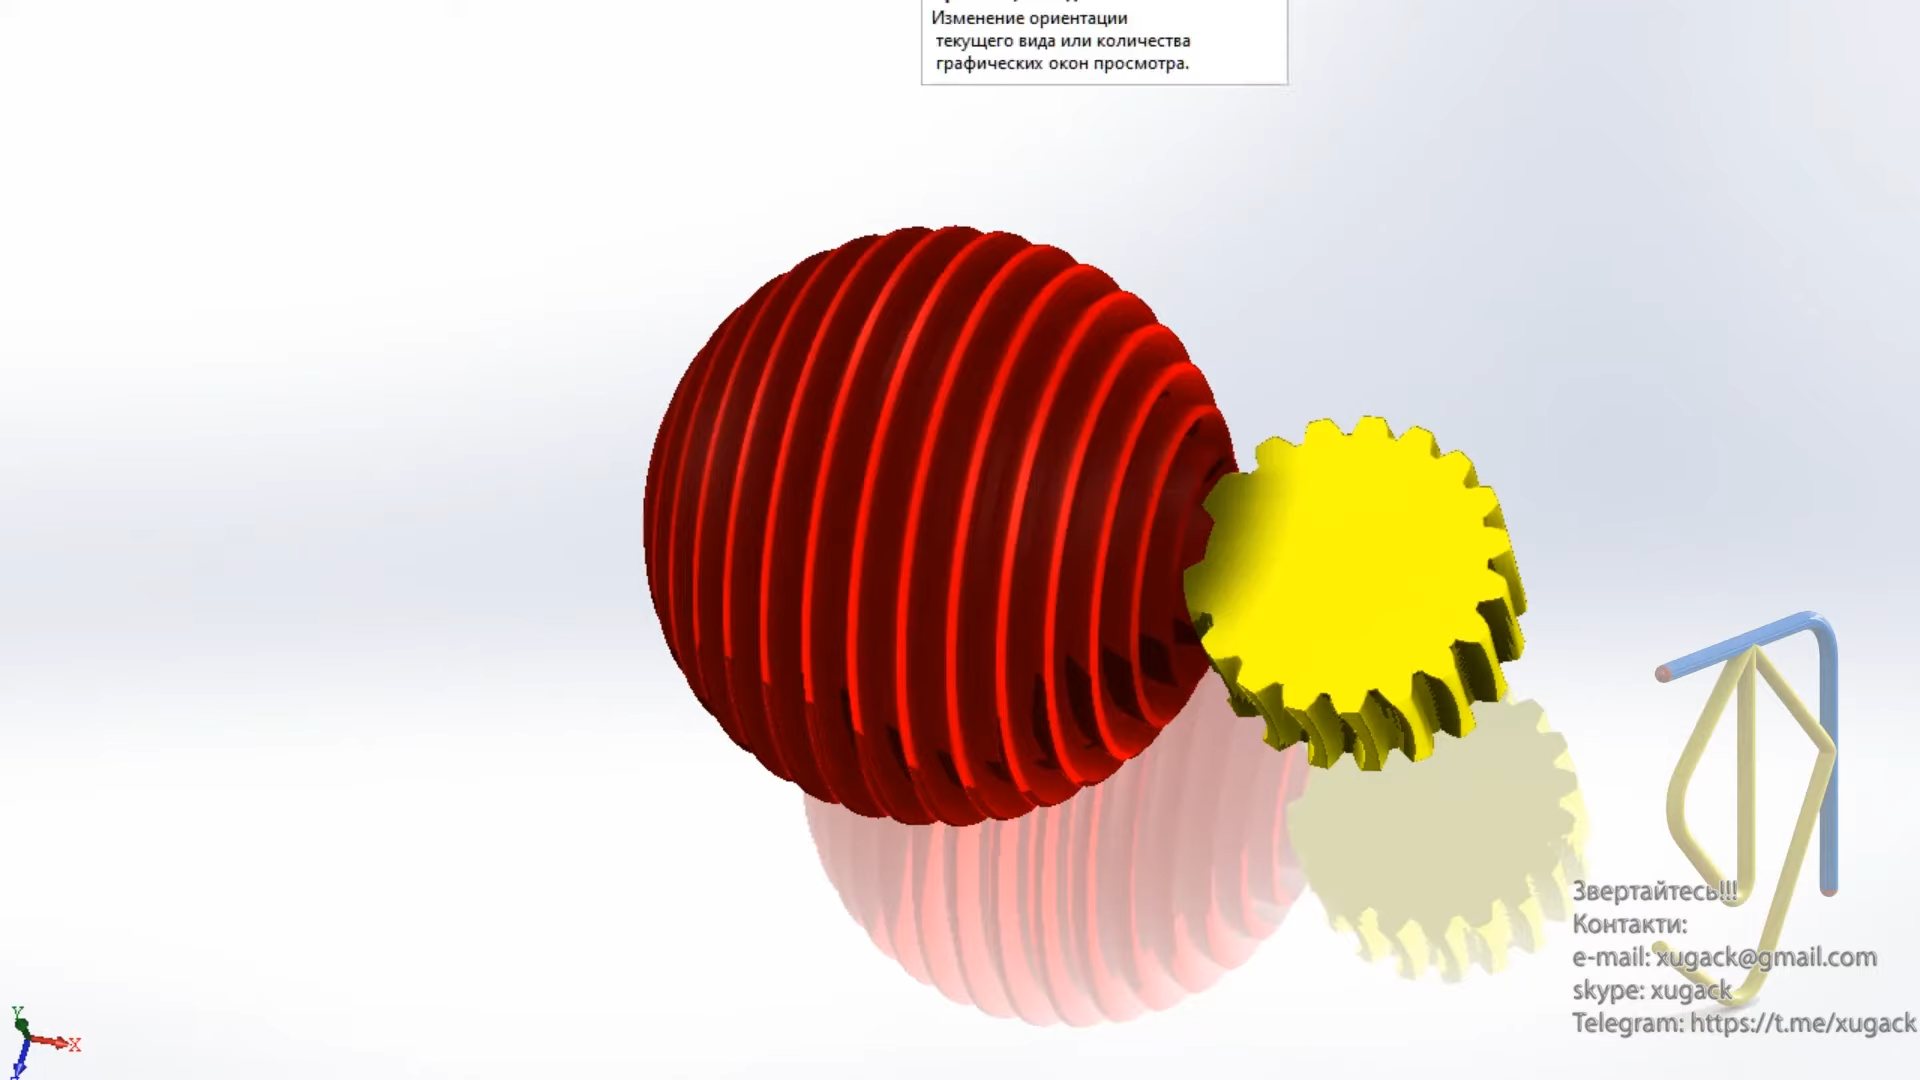 Изменение ориентации
текущего вида или количества
графических окон просмотра.
Звертайтесь!!!
Контакти:
e-mail: xugack@gmail.com
skype: xugack
Telegram: https://t.me/xugack
Y
X